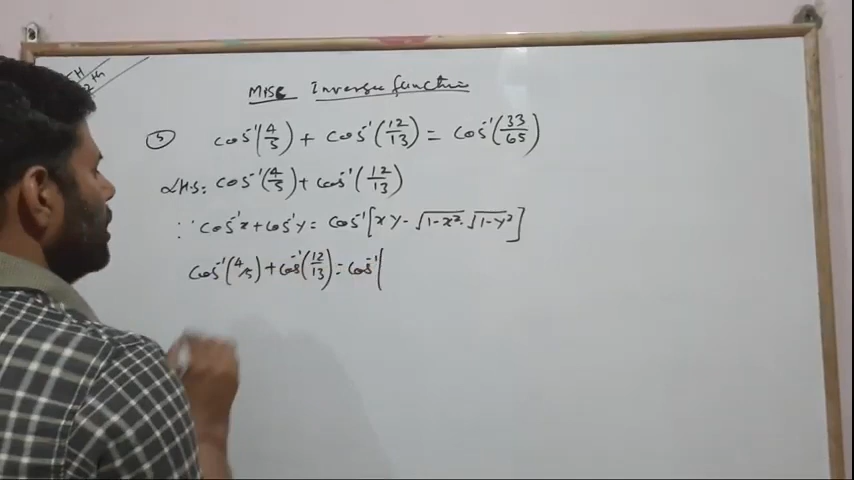 Misc Inverse function
5 cos⁻¹(4/5) + cos⁻¹(12/13) = cos⁻¹(33/65)
L.H.S: cos⁻¹(4/5) + cos⁻¹(12/13)
∵ cos⁻¹x + cos⁻¹y = cos⁻¹[xy - √1-x² · √1-y²]
cos⁻¹(4/5) + cos⁻¹(12/13) = cos⁻¹(